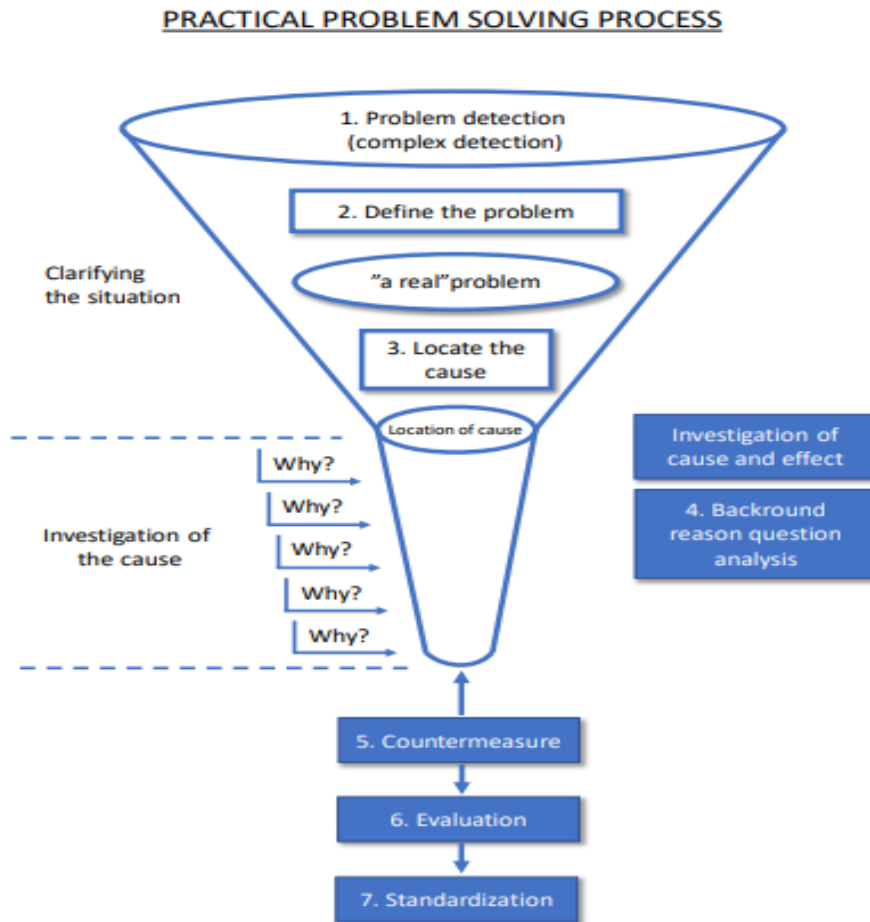 PRACTICAL PROBLEM SOLVING PROCESS
1. Problem detection
(complex detection)
2. Define the problem
”a real”problem
Clarifying
the situation
3. Locate the
cause
Location of cause
Investigation of
cause and effect
Why?
Why?
Why?
Why?
Why?
Investigation of
the cause
4. Backround
reason question
analysis
5. Countermeasure
6. Evaluation
7. Standardization